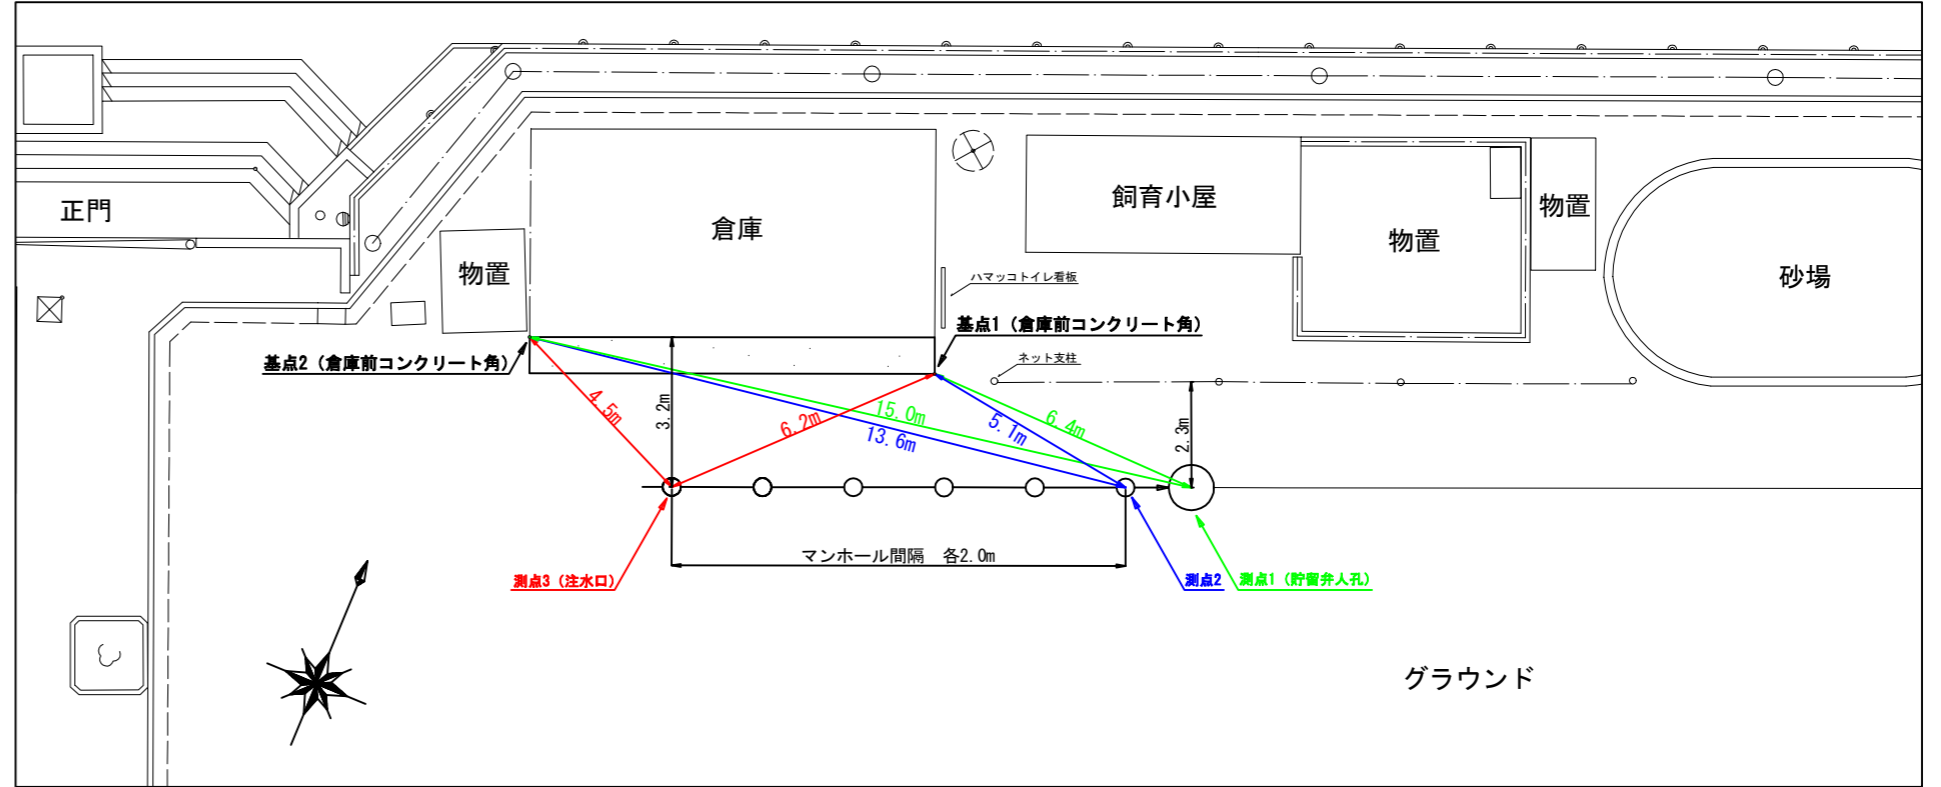 正門
倉庫
飼育小屋
物置
物置
物置
砂場
ハマッコトイレ看板
基点1（倉庫前コンクリート角）
基点2（倉庫前コンクリート角）
ネット支柱
4.5m
3.2m
6.2m
15.0m
13.6m
5.1m
6.4m
2.3m
マンホール間隔　各2.0m
測点3（注水口）
測点2
測点1（貯留弁人孔）
グラウンド